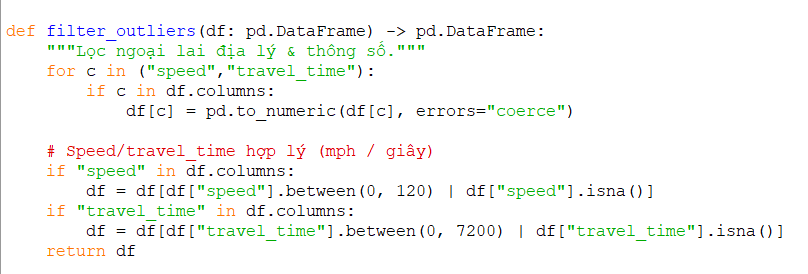 def filter_outliers(df: pd.DataFrame) -> pd.DataFrame:
    """Lọc ngoại lai địa lý & thông số."""
    for c in ("speed","travel_time"):
        if c in df.columns:
            df[c] = pd.to_numeric(df[c], errors="coerce")
    # Speed/travel_time hợp lý (mph / giây)
    if "speed" in df.columns:
        df = df[df["speed"].between(0, 120) | df["speed"].isna()]
    if "travel_time" in df.columns:
        df = df[df["travel_time"].between(0, 7200) | df["travel_time"].isna()]
    return df